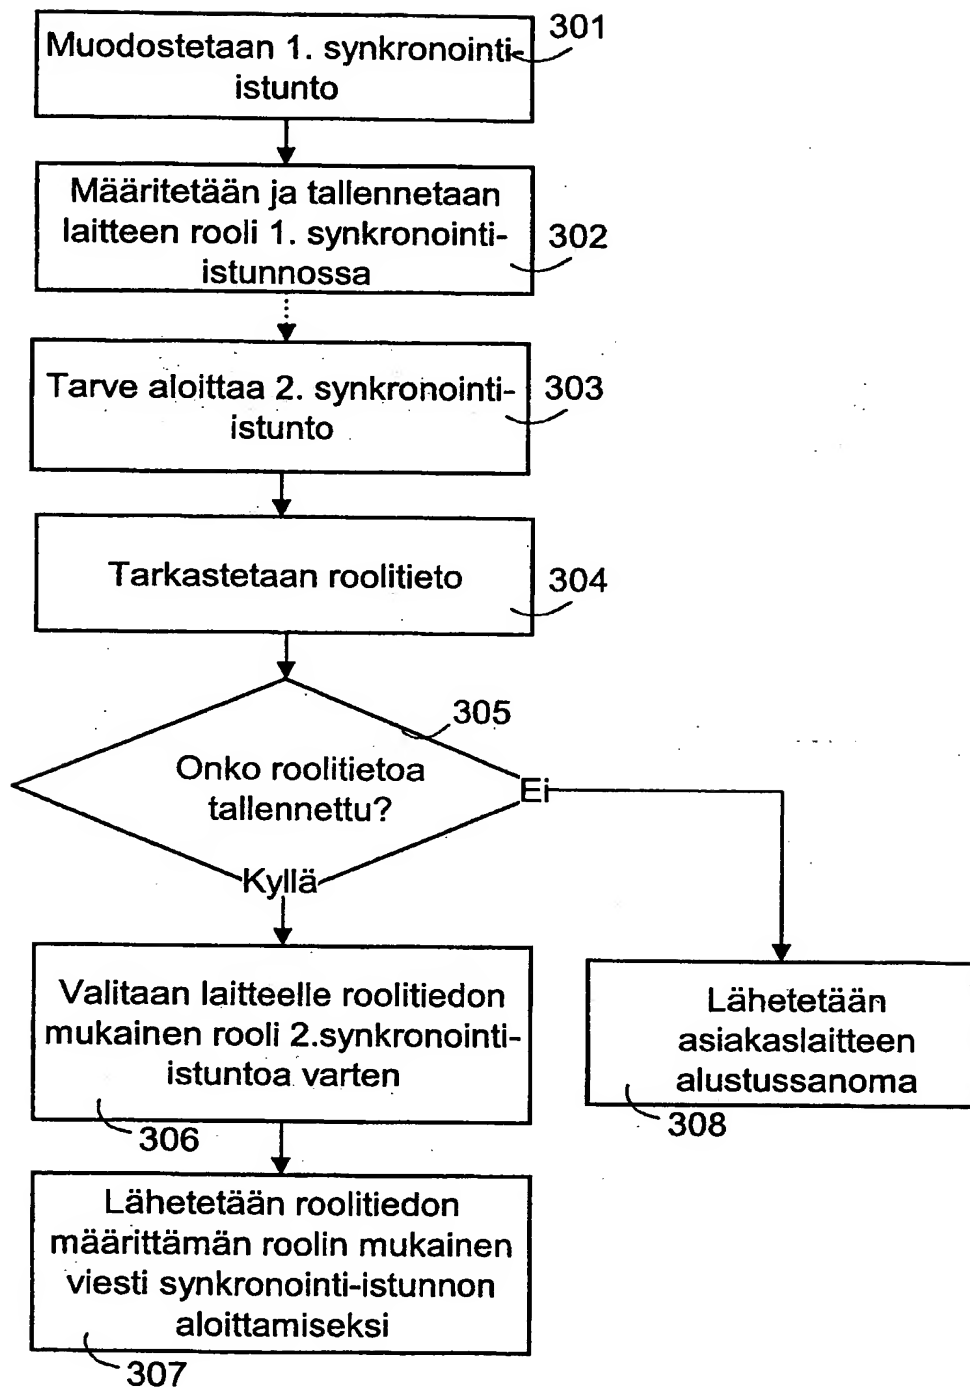 Muodostetaan 1. synkronointi-
istunto
301
Määritetään ja tallennetaan
laitteen rooli 1. synkronointi-
istunnossa
302
Tarve aloittaa 2. synkronointi-
istunto
303
Tarkastetaan roolitieto
304
305
Onko roolitietoa
tallennettu?
Ei
Kyllä
Valitaan laitteelle roolitiedon
mukainen rooli 2.synkronointi-
istuntoa varten
306
Lähetetään
asiakaslaitteen
alustussanoma
308
Lähetetään roolitiedon
määrittämän roolin mukainen
viesti synkronointi-istunnon
aloittamiseksi
307